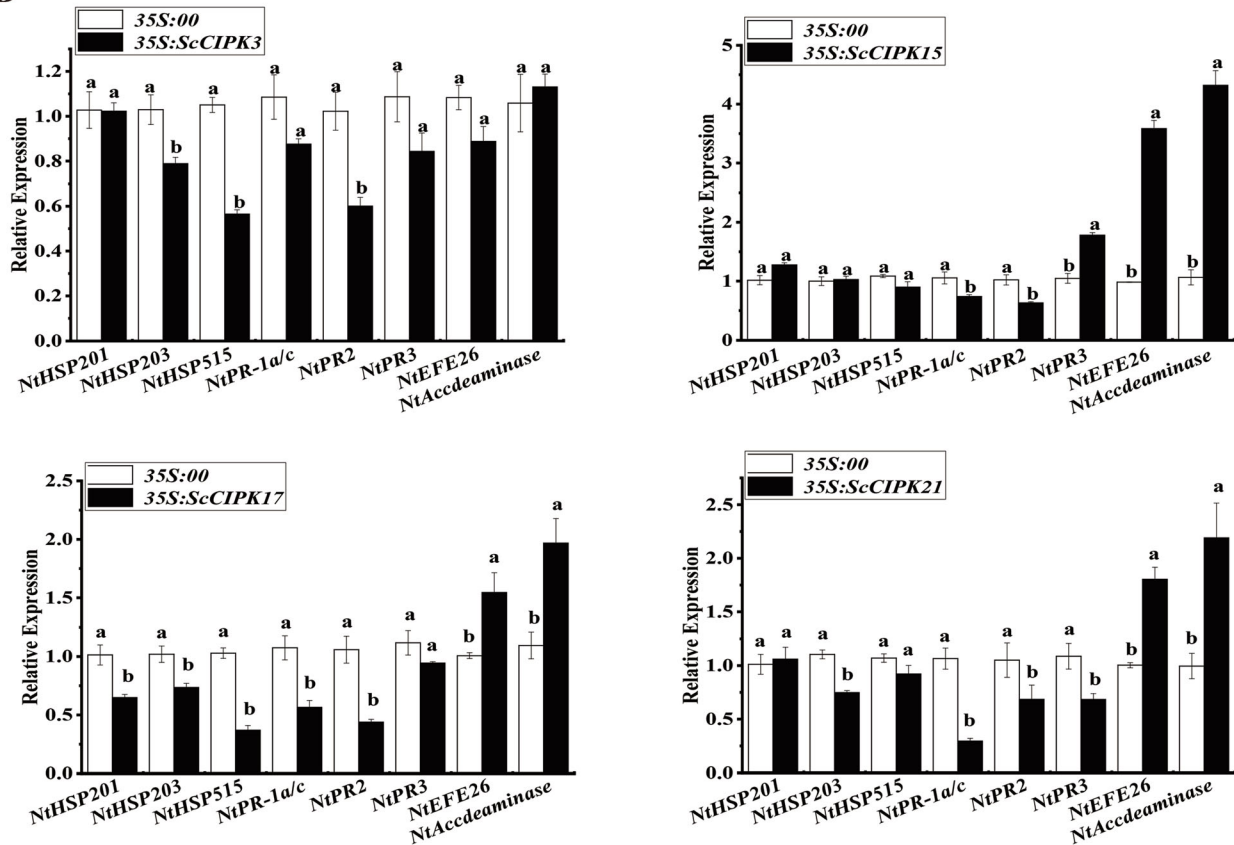 35S:00
35S:ScCIPK3
a a a a a a a a a a a a a
b b b
1.2
1.0
0.8
0.6
0.4
0.2
0.0
Relative Expression
NtHSP201
NtHSP203
NtHSP515
NtPR-1a/c
NtPR2
NtPR3
NtEFE26
NtAccdeaminase
35S:00
35S:ScCIPK15
5
4
3
2
1
0
Relative Expression
a a a a a a a b a b a b b a b a
NtHSP201
NtHSP203
NtHSP515
NtPR-1a/c
NtPR2
NtPR3
NtEFE26
NtAccdeaminase
35S:00
35S:ScCIPK17
2.5
2.0
1.5
1.0
0.5
0.0
Relative Expression
a b a b a b a b a b a a b a b a
NtHSP201
NtHSP203
NtHSP515
NtPR-1a/c
NtPR2
NtPR3
NtEFE26
NtAccdeaminase
35S:00
35S:ScCIPK21
2.5
2.0
1.5
1.0
0.5
0.0
Relative Expression
a a a b a a a b a b a b b a b a
NtHSP201
NtHSP203
NtHSP515
NtPR-1a/c
NtPR2
NtPR3
NtEFE26
NtAccdeaminase